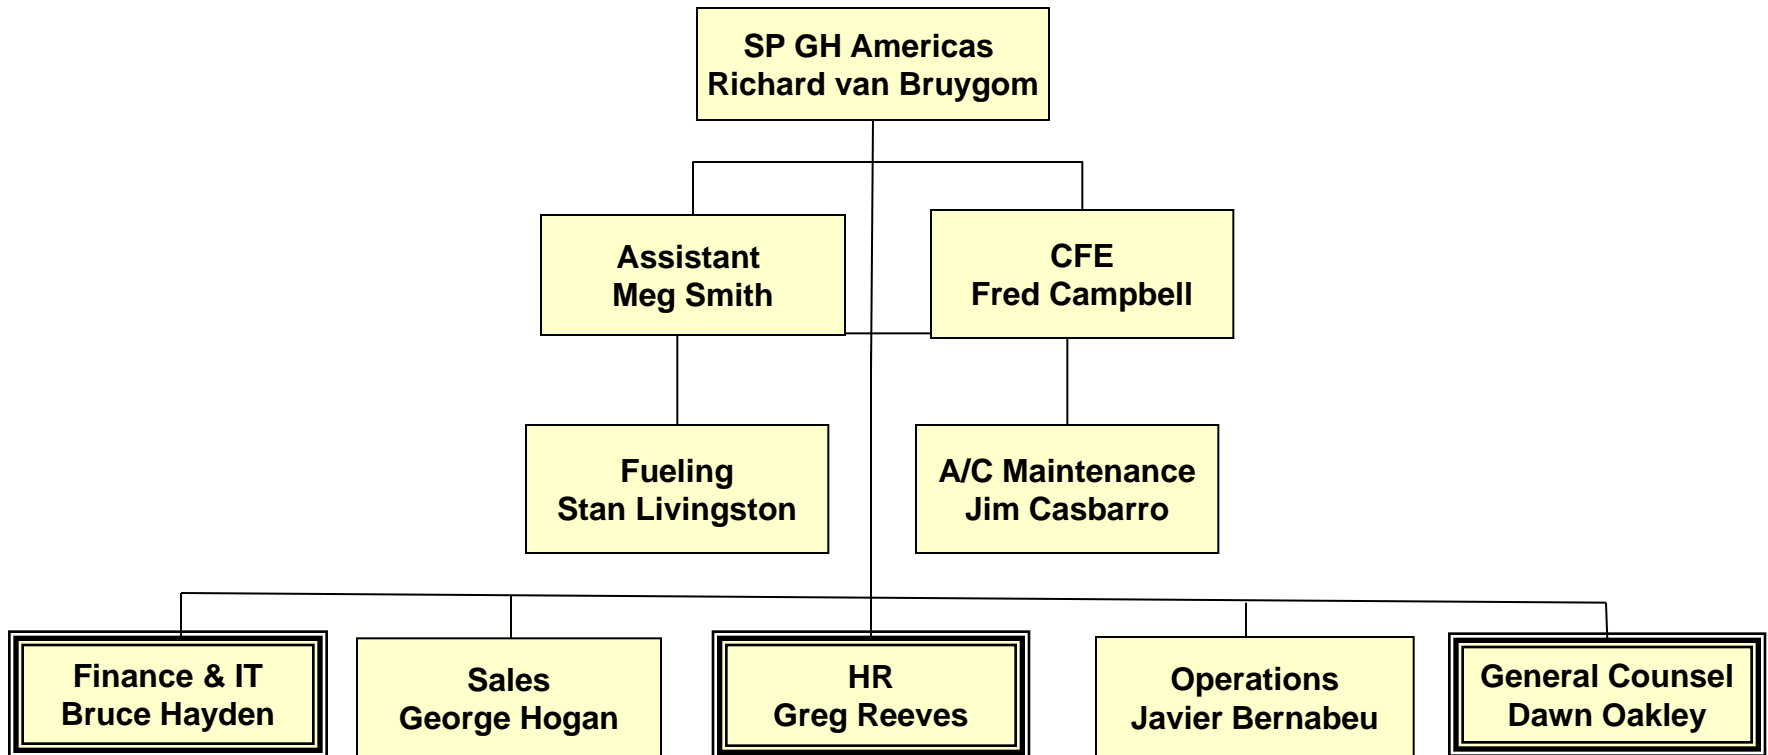 SP GH Americas
Richard van Bruygom
Assistant
Meg Smith
CFE
Fred Campbell
Fueling
Stan Livingston
A/C Maintenance
Jim Casbarro
Finance & IT
Bruce Hayden
Sales
George Hogan
HR
Greg Reeves
Operations
Javier Bernabeu
General Counsel
Dawn Oakley